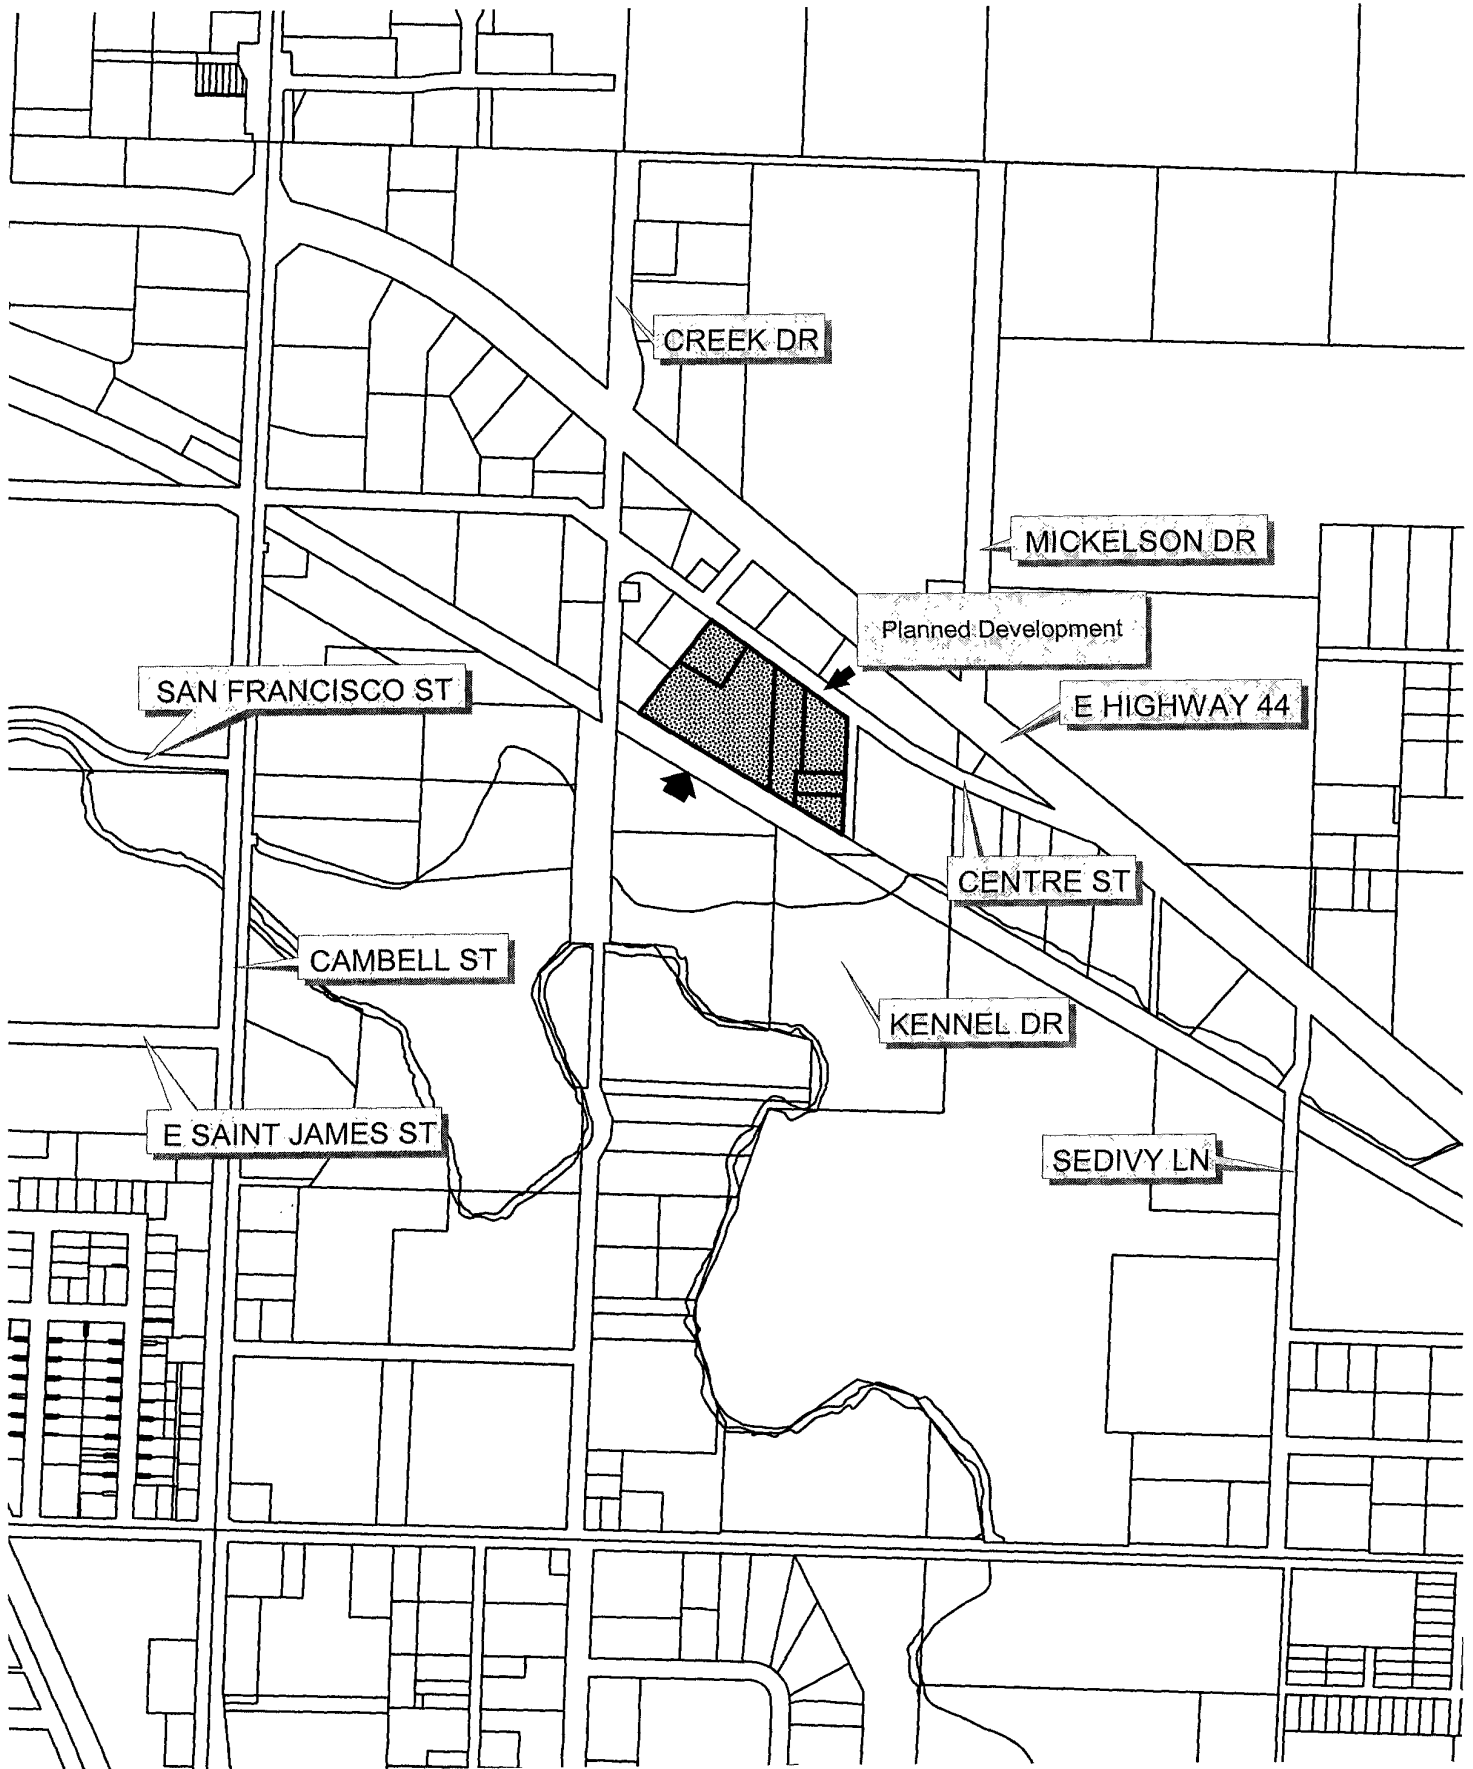 CREEK DR
MICKELSON DR
Planned Development
SAN FRANCISCO ST
E HIGHWAY 44
CENTRE ST
CAMBELL ST
KENNEL DR
E SAINT JAMES ST
SEDIVY LN